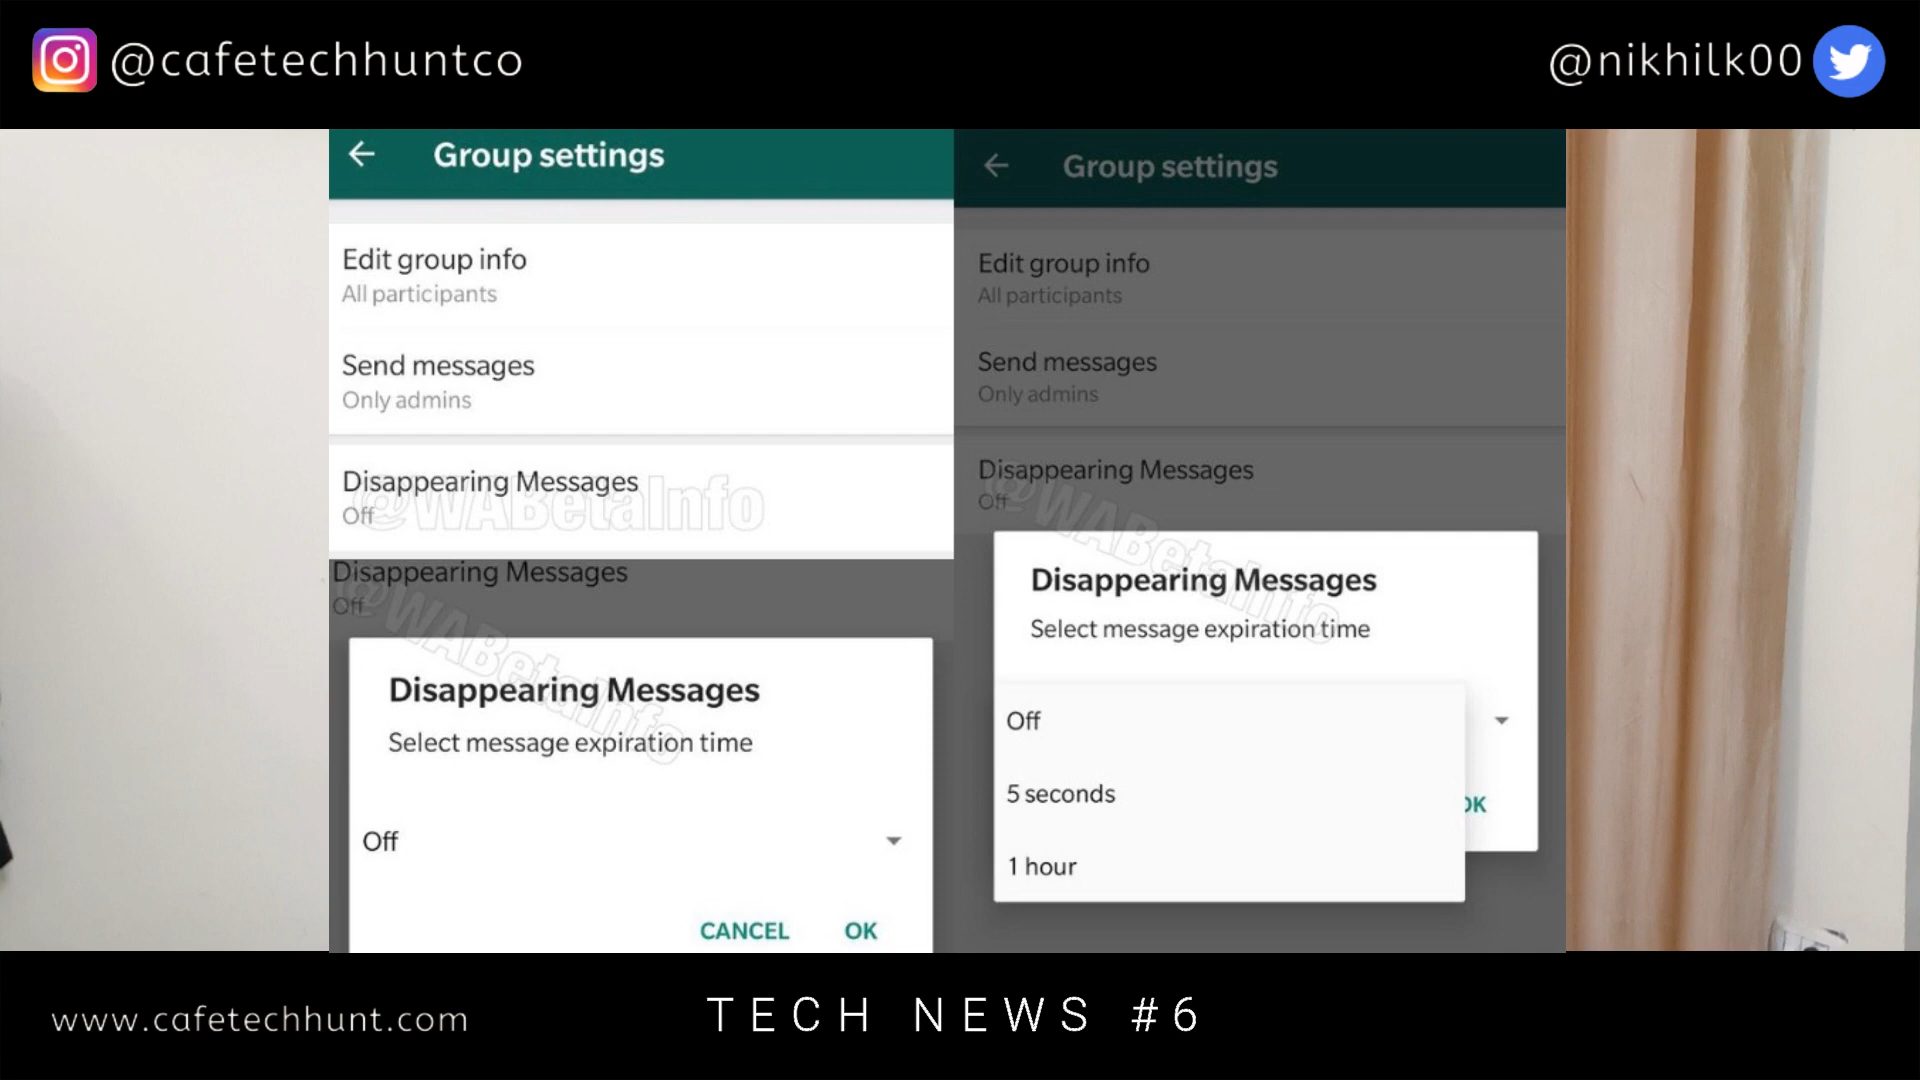 @cafetechhuntco
@nikhilk00
Group settings
Edit group info
All participants
Send messages
Only admins
Disappearing Messages
Off
@WABetaInfo
Disappearing Messages
Off
@WABetaInfo
Disappearing Messages
Select message expiration time
Off
CANCEL OK
Group settings
Edit group info
All participants
Send messages
Only admins
Disappearing Messages
Off
@WABetaInfo
Disappearing Messages
Select message expiration time
Off
5 seconds
OK
1 hour
www.cafetechhunt.com
TECH NEWS #6